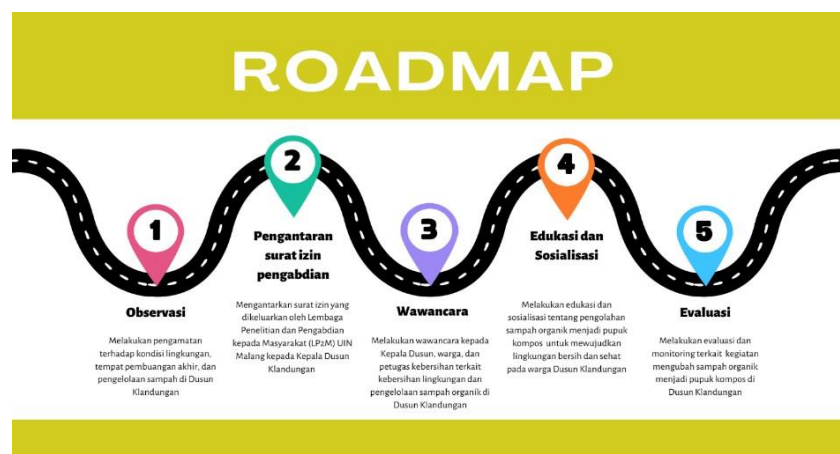 ROADMAP
1
Observasi
Melakukan pengamatan
terhadap kondisi lingkungan,
tempat pembuangan akhir, dan
pengelolaan sampah di Dusun
Klandungan
2
Pengantaran
surat izin
pengabdian
Mengantarkan surat izin yang
dikeluarkan oleh Lembaga
Penelitian dan Pengabdian
kepada Masyarakat (LP2M) UIN
Malang kepada Kepala Dusun
Klandungan
3
Wawancara
Melakukan wawancara kepada
Kepala Dusun, warga, dan
petugas kebersihan terkait
kebersihan lingkungan dan
pengelolaan sampah organik di
Dusun Klandungan
4
Edukasi dan
Sosialisasi
Melakukan edukasi dan
sosialisasi tentang pengolahan
sampah organik menjadi pupuk
kompos untuk mewujudkan
lingkungan bersih dan sehat
pada warga Dusun Klandungan
5
Evaluasi
Melakukan evaluasi dan
monitoring terkait kegiatan
mengubah sampah organik
menjadi pupuk kompos di
Dusun Klandungan